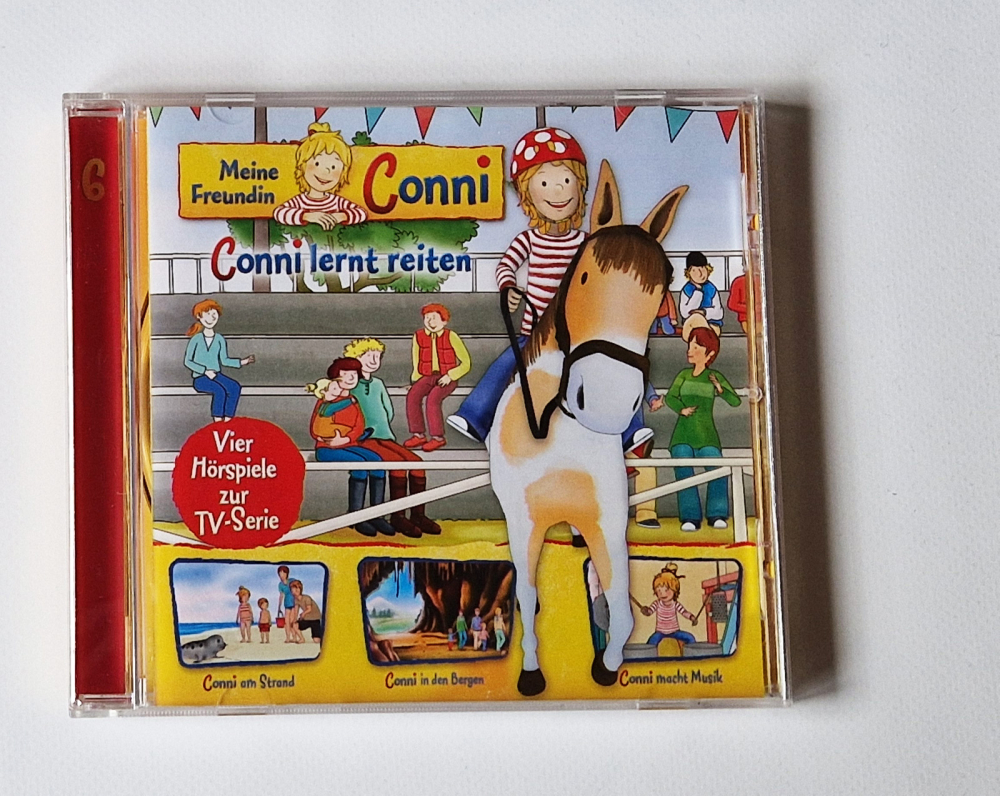 6
Meine
Freundin
Conni
Conni lernt reiten
Vier
Hörspiele
zur
TV-Serie
Conni am Strand
Conni in den Bergen
Conni macht Musik